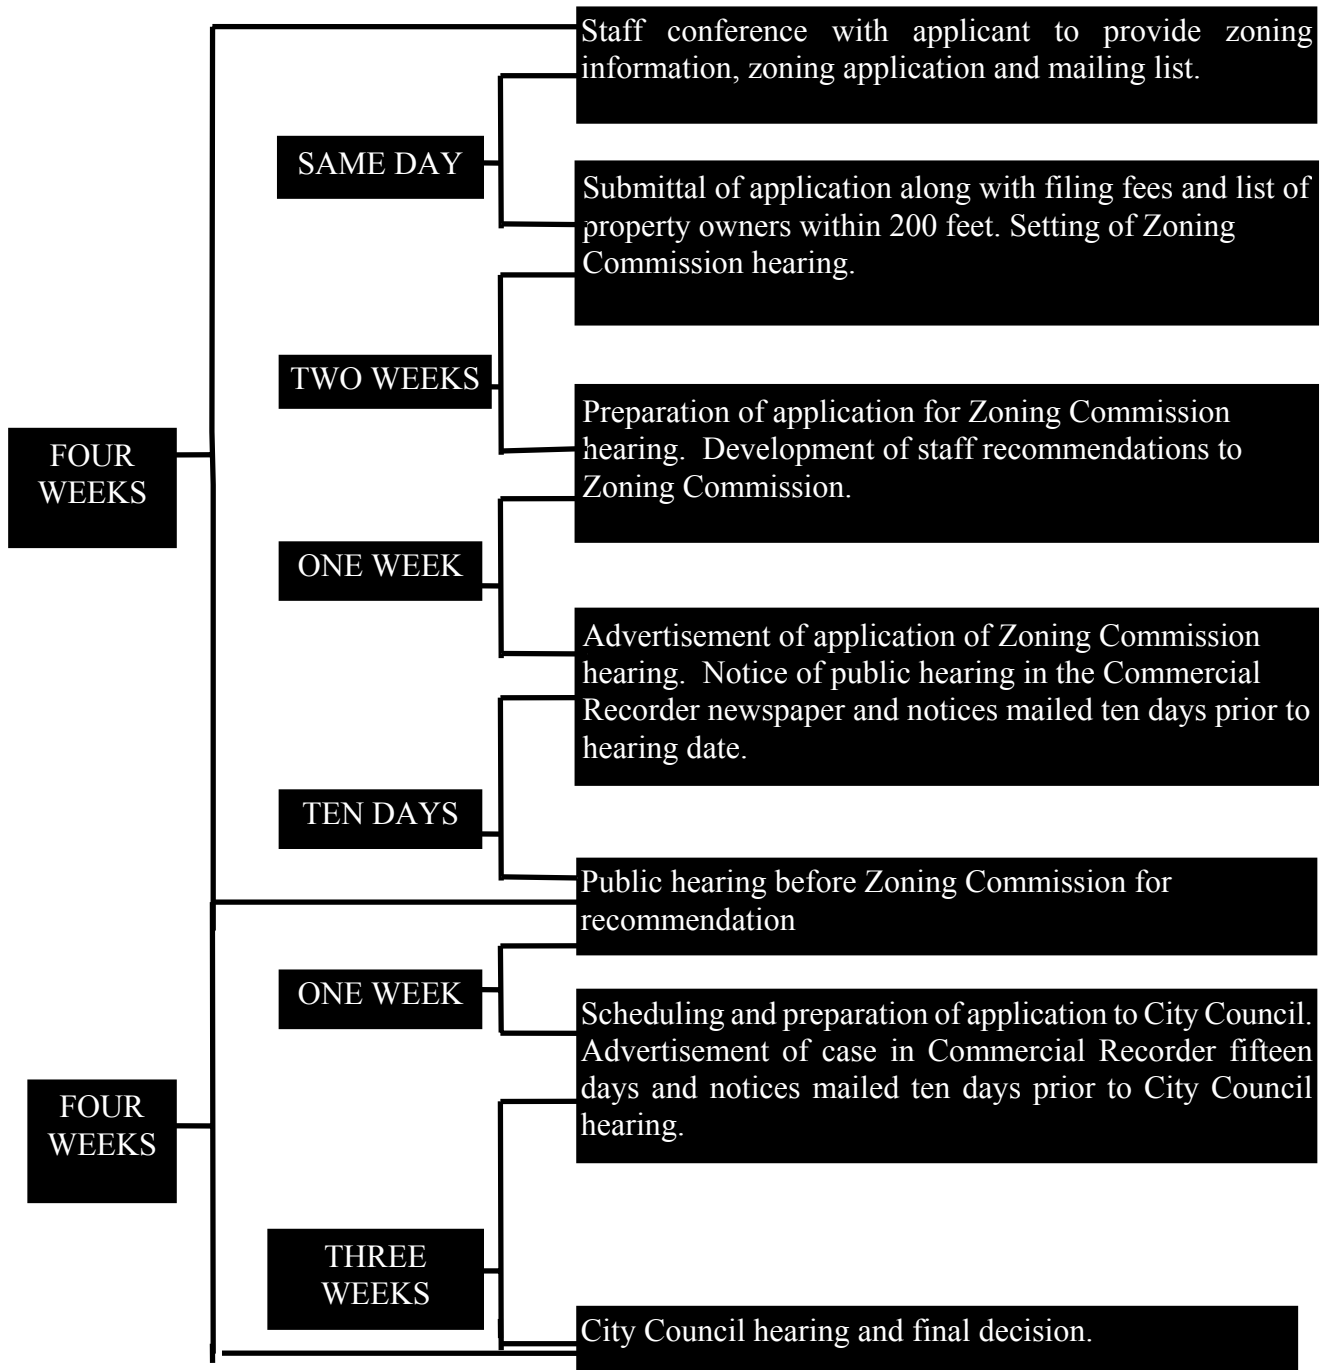 Staff conference with applicant to provide zoning
information, zoning application and mailing list.
SAME DAY
Submittal of application along with filing fees and list of
property owners within 200 feet. Setting of Zoning
Commission hearing.
TWO WEEKS
Preparation of application for Zoning Commission
hearing. Development of staff recommendations to
Zoning Commission.
FOUR
WEEKS
ONE WEEK
Advertisement of application of Zoning Commission
hearing. Notice of public hearing in the Commercial
Recorder newspaper and notices mailed ten days prior to
hearing date.
TEN DAYS
Public hearing before Zoning Commission for
recommendation
ONE WEEK
Scheduling and preparation of application to City Council.
Advertisement of case in Commercial Recorder fifteen
days and notices mailed ten days prior to City Council
hearing.
FOUR
WEEKS
THREE
WEEKS
City Council hearing and final decision.